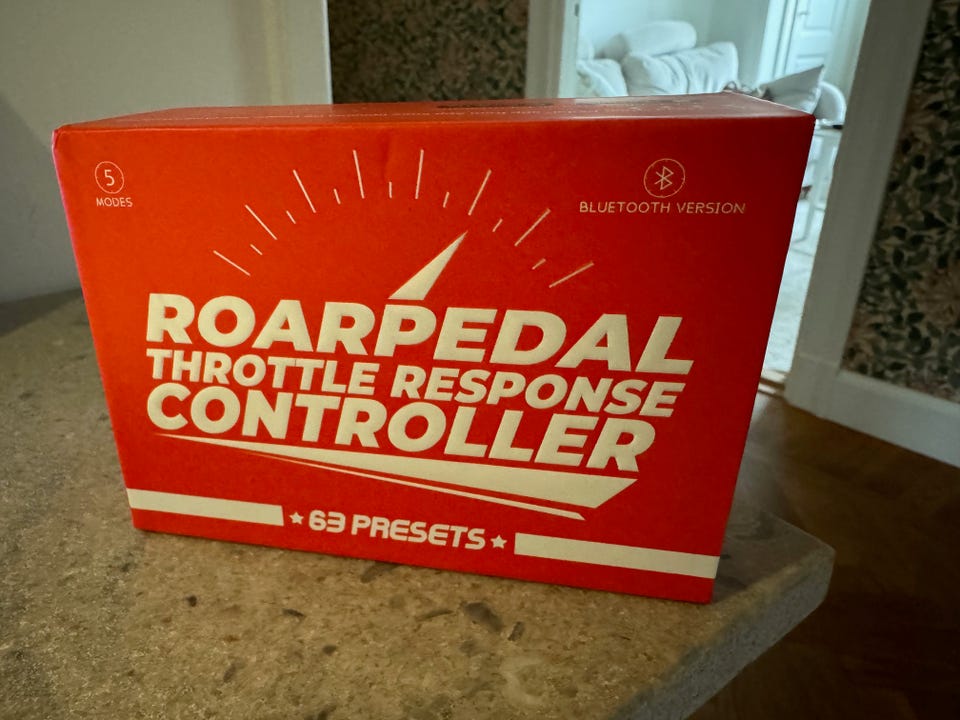 5
MODES
BLUETOOTH VERSION
ROARPEDAL
THROTTLE RESPONSE
CONTROLLER
63 PRESETS